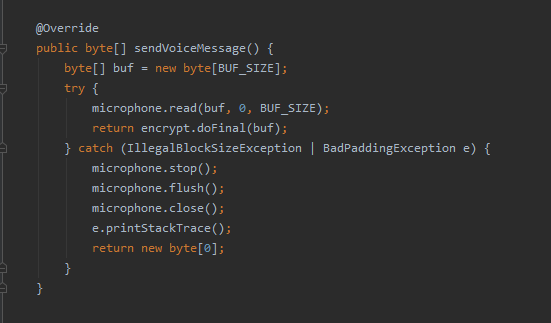 @Override
public byte[] sendVoiceMessage() {
    byte[] buf = new byte[BUF_SIZE];
    try {
        microphone.read(buf, 0, BUF_SIZE);
        return encrypt.doFinal(buf);
    } catch (IllegalBlockSizeException | BadPaddingException e) {
        microphone.stop();
        microphone.flush();
        microphone.close();
        e.printStackTrace();
        return new byte[0];
    }
}